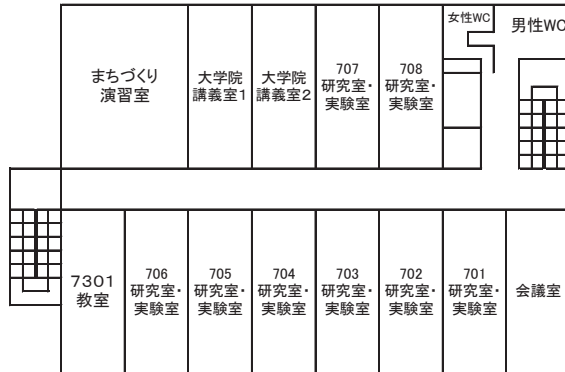 まちづくり
演習室
大学院
講義室1
大学院
講義室2
707
研究室・
実験室
708
研究室・
実験室
女性WC
男性WC
7301
教室
706
研究室・
実験室
705
研究室・
実験室
704
研究室・
実験室
703
研究室・
実験室
702
研究室・
実験室
701
研究室・
実験室
会議室